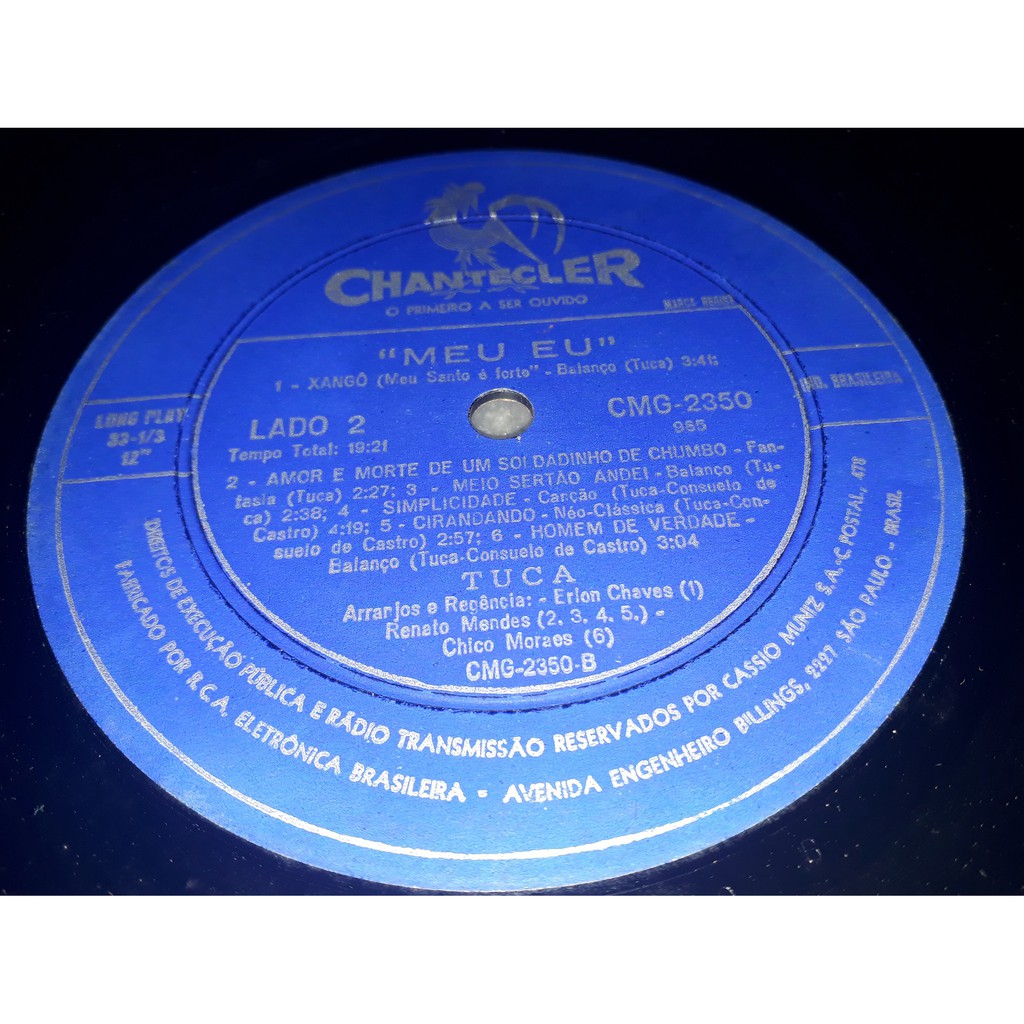 CHANTECLER
O PRIMEIRO A SER OUVIDO
MARCA REGIST.
"MEU EU"
1 - XANGÔ (Meu Santo é forte" - Balanço (Tuca) 3:41;
LONG PLAY
33-1/3
12"
IND. BRASILEIRA
LADO 2
Tempo Total: 19:21
CMG-2350
965
2 - AMOR E MORTE DE UM SOLDADINHO DE CHUMBO - Fan-
tasia (Tuca) 2:27; 3 - MEIO SERTÃO ANDEI - Balanço (Tu-
ca) 2:38; 4 - SIMPLICIDADE - Canção (Tuca-Consuelo de
Castro) 4:19; 5 - CIRANDANDO - Néo-Clássica (Tuca-Con-
suelo de Castro) 2:57; 6 - HOMEM DE VERDADE -
Balanço (Tuca-Consuelo de Castro) 3:04
TUCA
Arranjos e Regência: - Erlon Chaves (1)
Renato Mendes (2, 3, 4, 5,) -
Chico Moraes (6)
CMG-2350-B
DIREITOS DE EXECUÇÃO PÚBLICA E RÁDIO TRANSMISSÃO RESERVADOS POR CASSIO MUNIZ S.A.-C.POSTAL, 478
FABRICADO POR R.C.A. ELETRÔNICA BRASILEIRA - AVENIDA ENGENHEIRO BILLINGS, 2227 SÃO PAULO - BRASIL